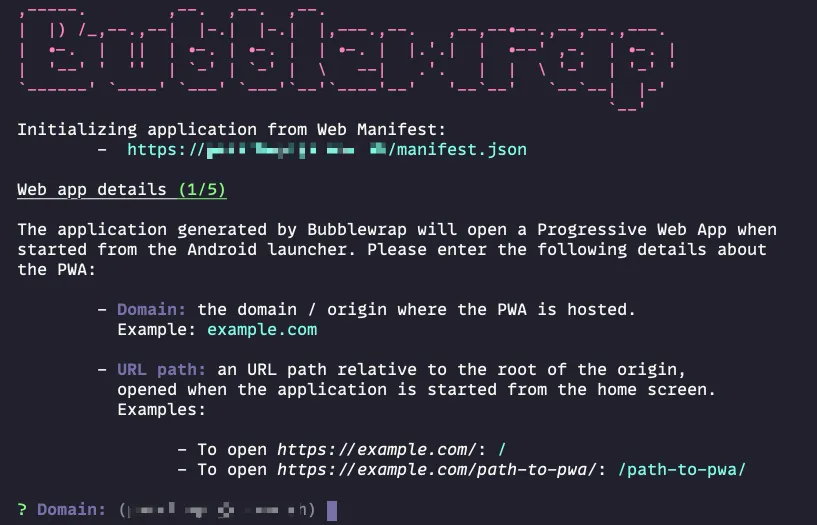 Bubblewrap
Initializing application from Web Manifest:
- https:///manifest.json
Web app details (1/5)
The application generated by Bubblewrap will open a Progressive Web App when
started from the Android launcher. Please enter the following details about
the PWA:
- Domain: the domain / origin where the PWA is hosted.
Example: example.com
- URL path: an URL path relative to the root of the origin,
opened when the application is started from the home screen.
Examples:
- To open https://example.com/: /
- To open https://example.com/path-to-pwa/: /path-to-pwa/
? Domain: ()